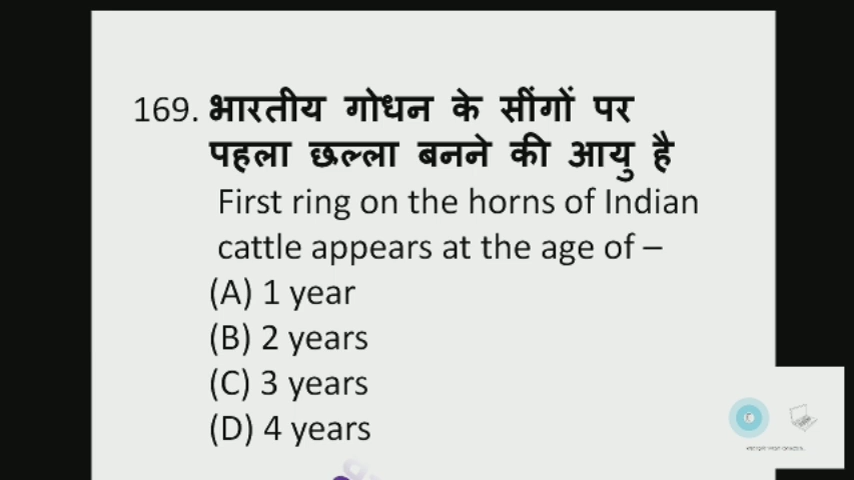 169. भारतीय गोधन के सींगों पर
पहला छल्ला बनने की आयु है
First ring on the horns of Indian
cattle appears at the age of –
(A) 1 year
(B) 2 years
(C) 3 years
(D) 4 years